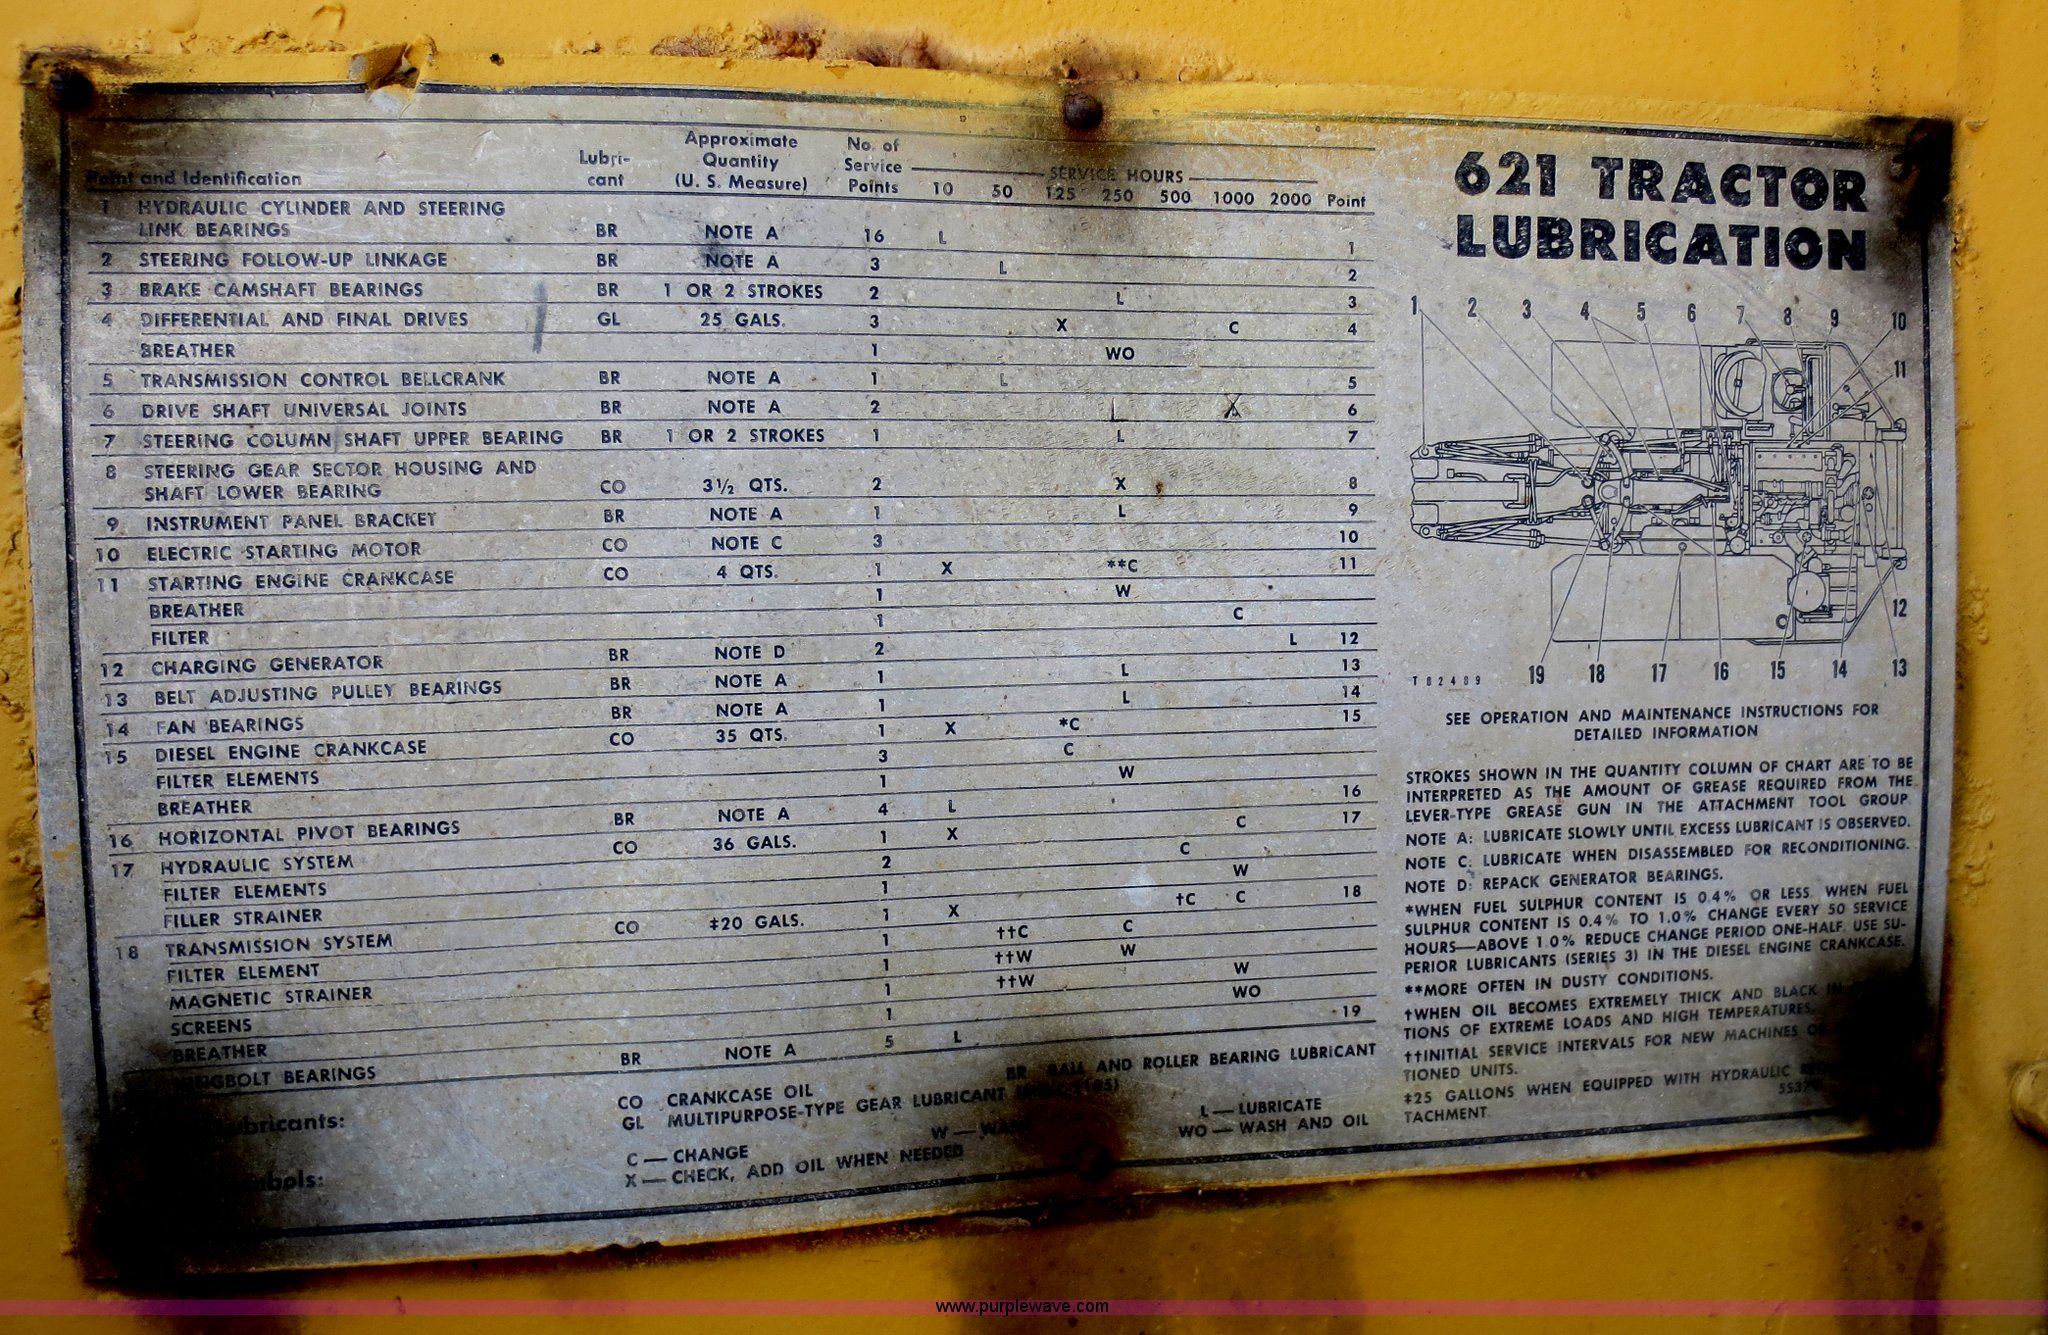 Approximate
Lubri- Quantity No. of Service
and Identification cant (U. S. Measure) Points
SERVICE HOURS
10 50 125 250 500 1000 2000 Point
1 HYDRAULIC CYLINDER AND STEERING
LINK BEARINGS BR NOTE A 16 L 1
2 STEERING FOLLOW-UP LINKAGE BR NOTE A 3 L 2
3 BRAKE CAMSHAFT BEARINGS BR 1 OR 2 STROKES 2 L 3
4 DIFFERENTIAL AND FINAL DRIVES GL 25 GALS. 3 X C 4
BREATHER 1 WO
5 TRANSMISSION CONTROL BELLCRANK BR NOTE A 1 L 5
6 DRIVE SHAFT UNIVERSAL JOINTS BR NOTE A 2 L X 6
7 STEERING COLUMN SHAFT UPPER BEARING BR 1 OR 2 STROKES 1 L 7
8 STEERING GEAR SECTOR HOUSING AND
SHAFT LOWER BEARING CO 3½ QTS. 2 X 8
9 INSTRUMENT PANEL BRACKET BR NOTE A 1 L 9
10 ELECTRIC STARTING MOTOR CO NOTE C 3 10
11 STARTING ENGINE CRANKCASE CO 4 QTS. 1 X **C 11
BREATHER 1 W
FILTER 1 C
12 CHARGING GENERATOR BR NOTE D 2 L 12
13 BELT ADJUSTING PULLEY BEARINGS BR NOTE A 1 L 13
14 FAN BEARINGS BR NOTE A 1 L 14
15 DIESEL ENGINE CRANKCASE CO 35 QTS. 1 X *C 15
FILTER ELEMENTS 3 C
BREATHER 1 W
16 HORIZONTAL PIVOT BEARINGS BR NOTE A 4 L 16
17 HYDRAULIC SYSTEM CO 36 GALS. 1 X C 17
FILTER ELEMENTS 2 C
FILLER STRAINER 1 W
18 TRANSMISSION SYSTEM CO ‡20 GALS. 1 X †C C 18
FILTER ELEMENT 1 ††C C
MAGNETIC STRAINER 1 ††W W
SCREENS 1 ††W W
BREATHER 1 WO
KINGBOLT BEARINGS BR NOTE A 5 L 19
CO CRANKCASE OIL BR BALL AND ROLLER BEARING LUBRICANT
GL MULTIPURPOSE-TYPE GEAR LUBRICANT
C — CHANGE W — L — LUBRICATE
X — CHECK, ADD OIL WHEN NEEDED WO — WASH AND OIL
621 TRACTOR
LUBRICATION
1 2 3 4 5 6 7 8 9 10
11
12
19 18 17 16 15 14 13
T82489
SEE OPERATION AND MAINTENANCE INSTRUCTIONS FOR
DETAILED INFORMATION
STROKES SHOWN IN THE QUANTITY COLUMN OF CHART ARE TO BE
INTERPRETED AS THE AMOUNT OF GREASE REQUIRED FROM THE
LEVER-TYPE GREASE GUN IN THE ATTACHMENT TOOL GROUP.
NOTE A: LUBRICATE SLOWLY UNTIL EXCESS LUBRICANT IS OBSERVED.
NOTE C: LUBRICATE WHEN DISASSEMBLED FOR RECONDITIONING.
NOTE D: REPACK GENERATOR BEARINGS.
*WHEN FUEL SULPHUR CONTENT IS 0.4% OR LESS. WHEN FUEL
SULPHUR CONTENT IS 0.4% TO 1.0% CHANGE EVERY 50 SERVICE
HOURS—ABOVE 1.0% REDUCE CHANGE PERIOD ONE-HALF. USE SU-
PERIOR LUBRICANTS (SERIES 3) IN THE DIESEL ENGINE CRANKCASE.
**MORE OFTEN IN DUSTY CONDITIONS.
†WHEN OIL BECOMES EXTREMELY THICK AND BLACK IN
TIONS OF EXTREME LOADS AND HIGH TEMPERATURES.
††INITIAL SERVICE INTERVALS FOR NEW MACHINES
TIONED UNITS.
‡25 GALLONS WHEN EQUIPPED WITH HYDRAULIC
TACHMENT.
www.purplewave.com